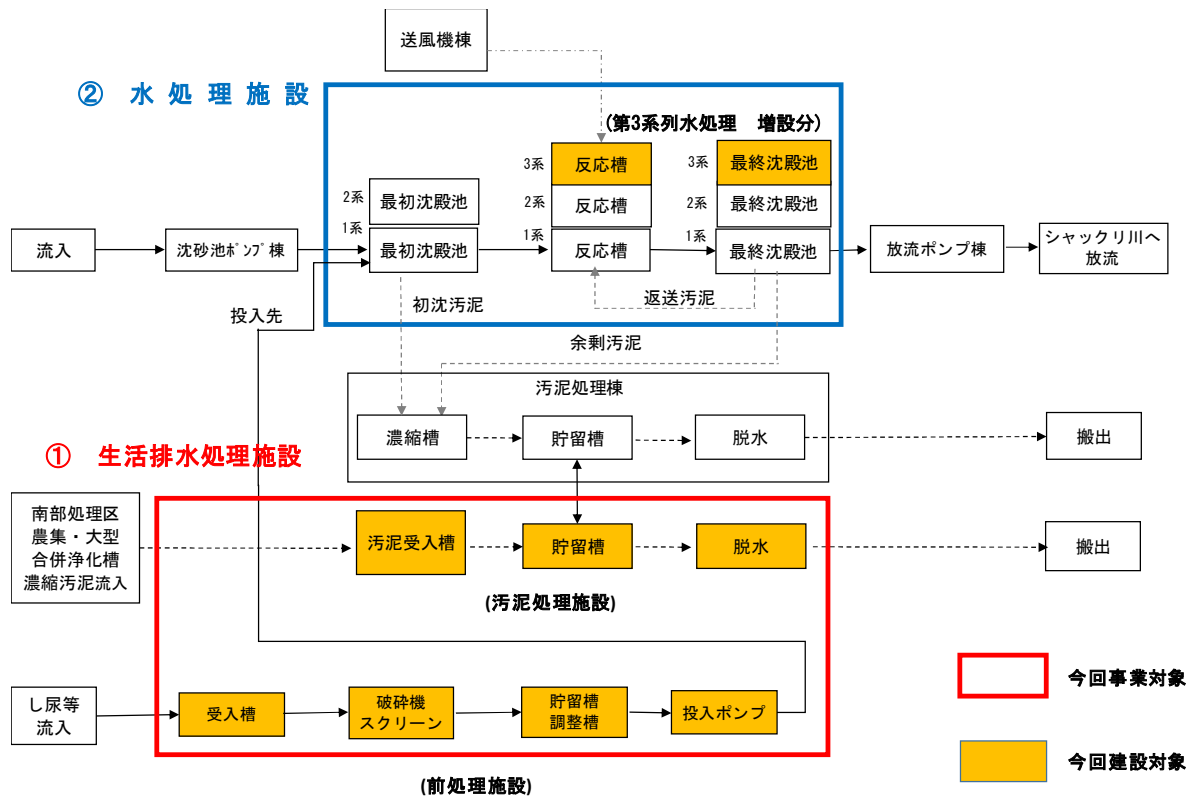 送風機棟
② 水 処 理 施 設
(第3系列水処理 増設分)
3系
反応槽
3系
最終沈殿池
2系
最初沈殿池
2系
反応槽
2系
最終沈殿池
1系
最初沈殿池
1系
反応槽
1系
最終沈殿池
流入
沈砂池ﾎﾟﾝﾌﾟ棟
放流ポンプ棟
シャックリ川へ
放流
初沈汚泥
返送汚泥
投入先
余剰汚泥
汚泥処理棟
濃縮槽
貯留槽
脱水
搬出
① 生活排水処理施設
南部処理区
農集・大型
合併浄化槽
濃縮汚泥流入
汚泥受入槽
貯留槽
脱水
搬出
(汚泥処理施設)
し尿等
流入
受入槽
破砕機
スクリーン
貯留槽
調整槽
投入ポンプ
(前処理施設)
今回事業対象
今回建設対象